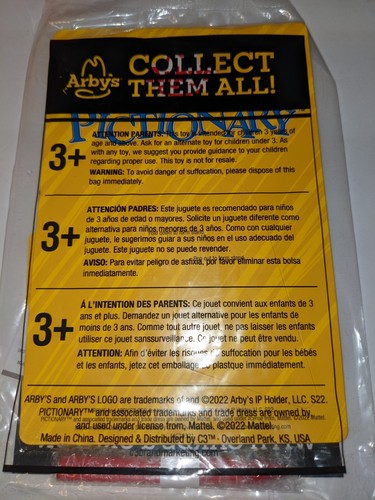 Arby's
COLLECT
THEM ALL!
PICTIONARY
3+
ATTENTION PARENTS: This toy is intended for children 3 years of
age and above. Ask for an alternate toy for children under 3. As
with any toy, we suggest you provide guidance to your children
regarding proper use. This toy is not for resale.
WARNING: To avoid danger of suffocation, please dispose of this
bag immediately.
3+
ATTENCIÓN PADRES: Este juguete es recomendado para niños
de 3 años de edad o mayores. Solicite un juguete diferente como
alternativa para niños menores de 3 años. Como con cualquier
juguete, le sugerimos guiar a sus niños en el uso adecuado del
juguete. Este juguete no se puede revender.
AVISO: Para evitar peligro de asfixia, por favor elimine esta bolsa
inmediatamente.
3+
À L'INTENTION DES PARENTS: Ce jouet convient aux enfants de 3
ans et plus. Demandez un jouet alternative pour les enfants de
moins de 3 ans. Comme tout autre jouet, ne pas laisser les enfants
utiliser ce jouet sanssurveillance. Ce jouet ne peut être vendu.
ATTENTION: Afin d'éviter les risques de suffocation pour les bébés
et les enfants, jetez cet emballage de plastique immédiatement.
ARBY'S and ARBY'S LOGO are trademarks of and ©2022 Arby's IP Holder, LLC. S22.
PICTIONARY™ and associated trademarks and trade dress are owned by,
and used under license from, Mattel. ©2022 Mattel.
Made in China. Designed & Distributed by C3™ · Overland Park, KS, USA
c3brandmarketing.com